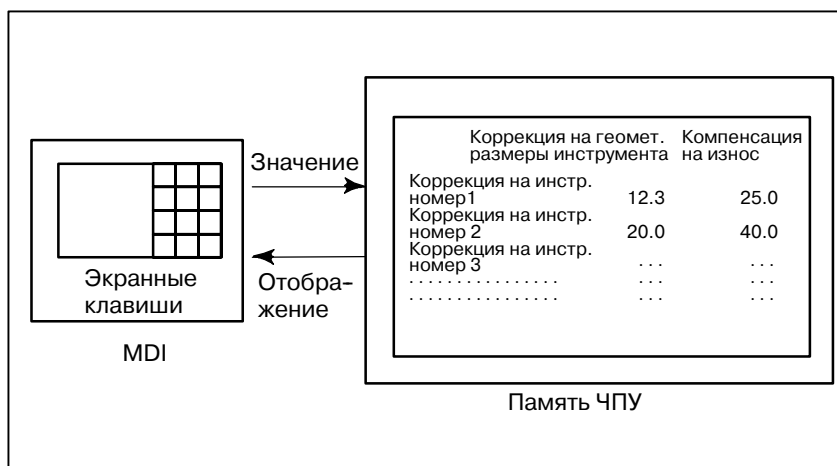 Значение
Отобра-
жение
Экранные
клавиши
MDI
Коррекция на геомет. Компенсация
размеры инструмента на износ
Коррекция на инстр.
номер1 12.3 25.0
Коррекция на инстр.
номер 2 20.0 40.0
Коррекция на инстр.
номер 3 ... ...
................ ... ...
................ ... ...
Память ЧПУ